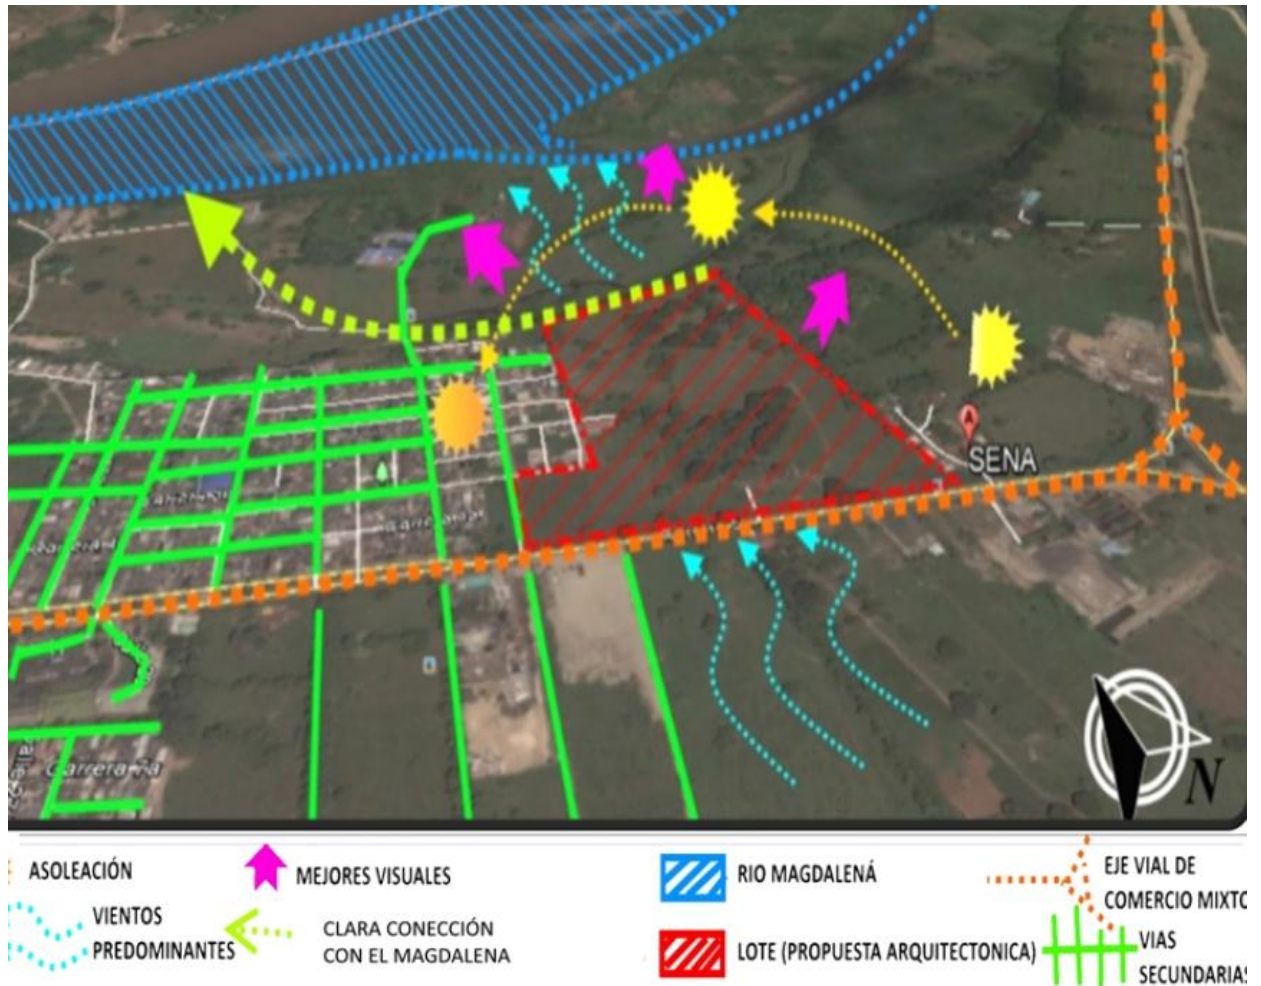 A
SENA
Carrera 1a
N
ASOLEACIÓN
MEJORES VISUALES
RIO MAGDALENÁ
EJE VIAL DE
COMERCIO MIXTO
VIENTOS
PREDOMINANTES
CLARA CONECCIÓN
CON EL MAGDALENA
LOTE (PROPUESTA ARQUITECTONICA)
VIAS
SECUNDARIAS